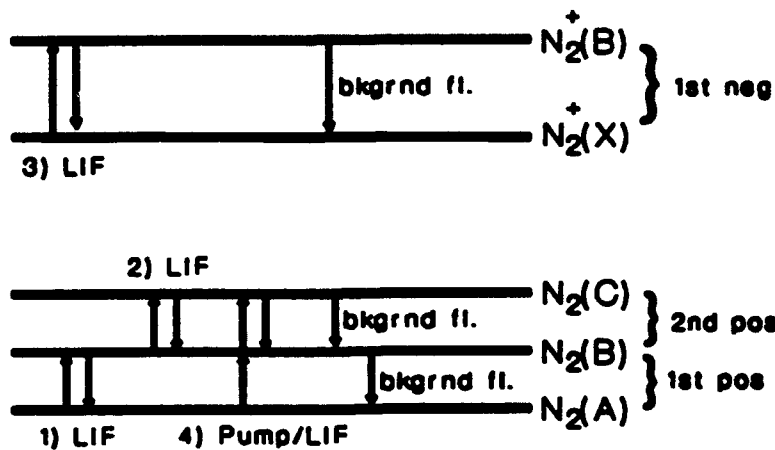 N₂⁺(B)
bkgrnd fl.
1st neg
N₂⁺(X)
3) LIF
2) LIF
N₂(C)
bkgrnd fl.
2nd pos
N₂(B)
bkgrnd fl.
1st pos
N₂(A)
1) LIF
4) Pump/LIF